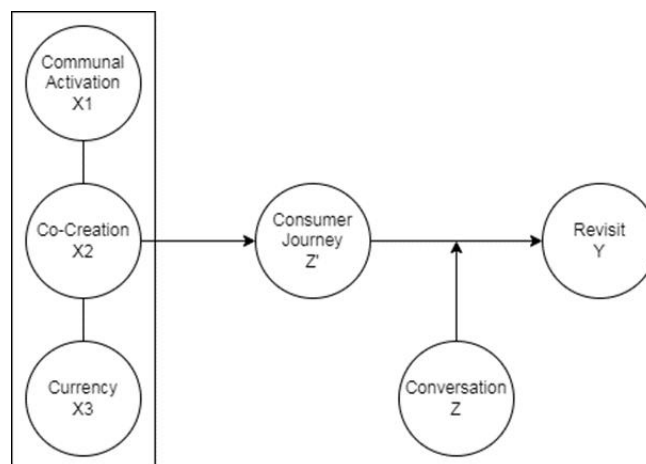 Communal
Activation
X1
Co-Creation
X2
Consumer
Journey
Z'
Revisit
Y
Currency
X3
Conversation
Z